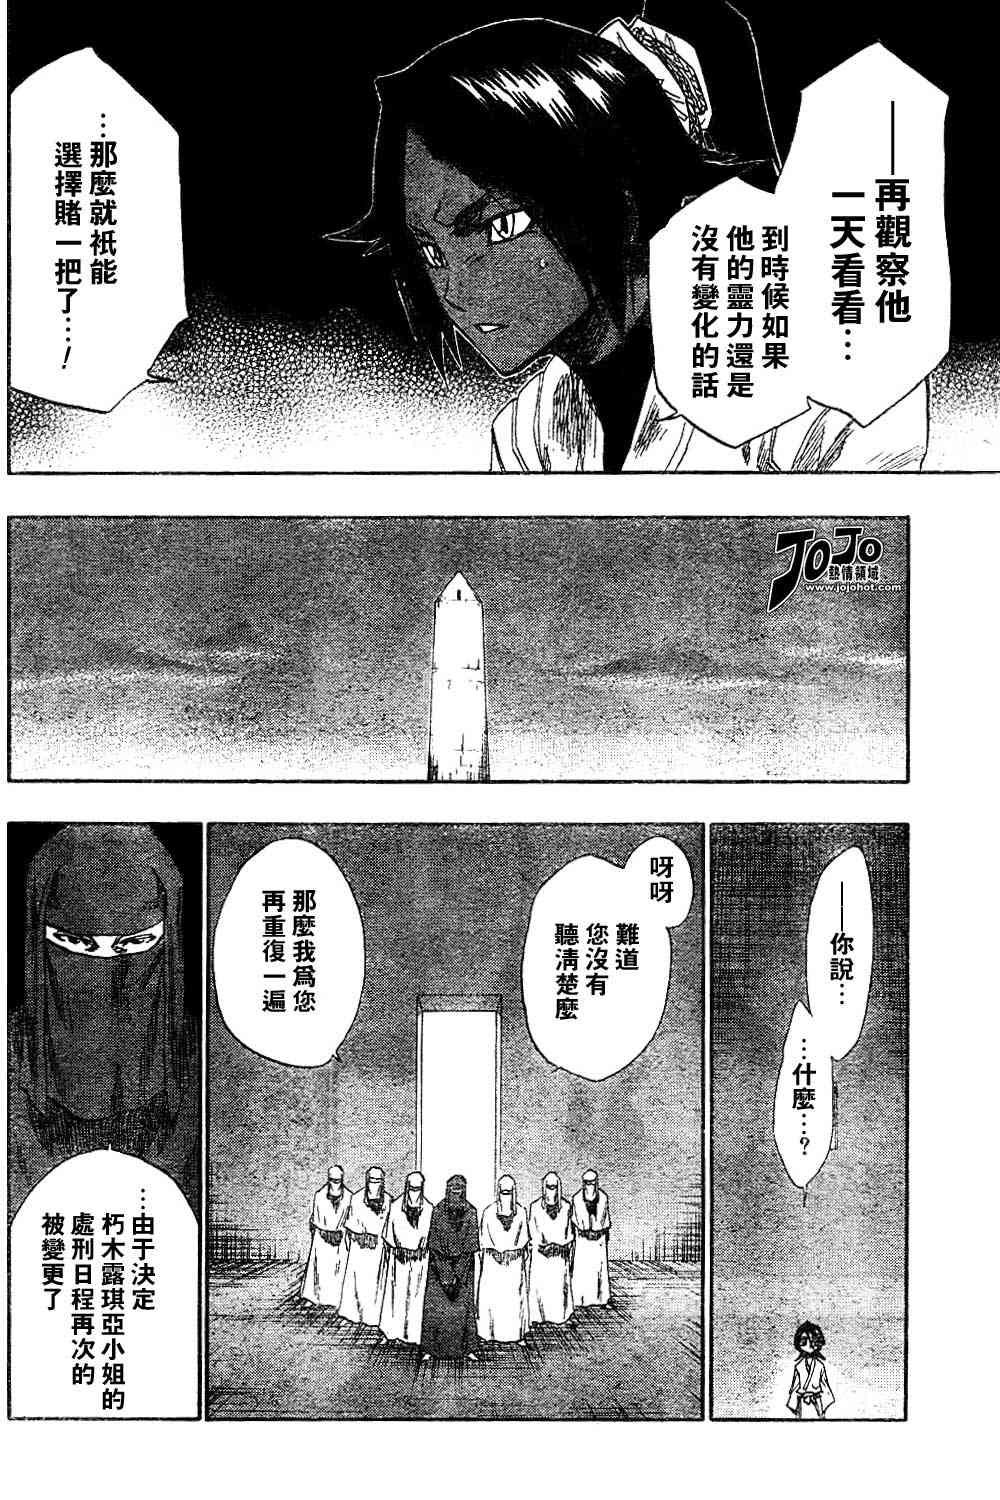 ——再觀察他
一天看看…
到時候如果
他的靈力還是
沒有變化的話
…那麼就祇能
選擇賭一把了…！
JOJO
熱情領域
www.jojohot.com
——你說…
…什麼…？
呀呀
難道
您沒有
聽淸楚麼
那麼我爲您
再重復一遍
…由于決定
朽木露琪亞小姐的
處刑日程再次的
被變更了